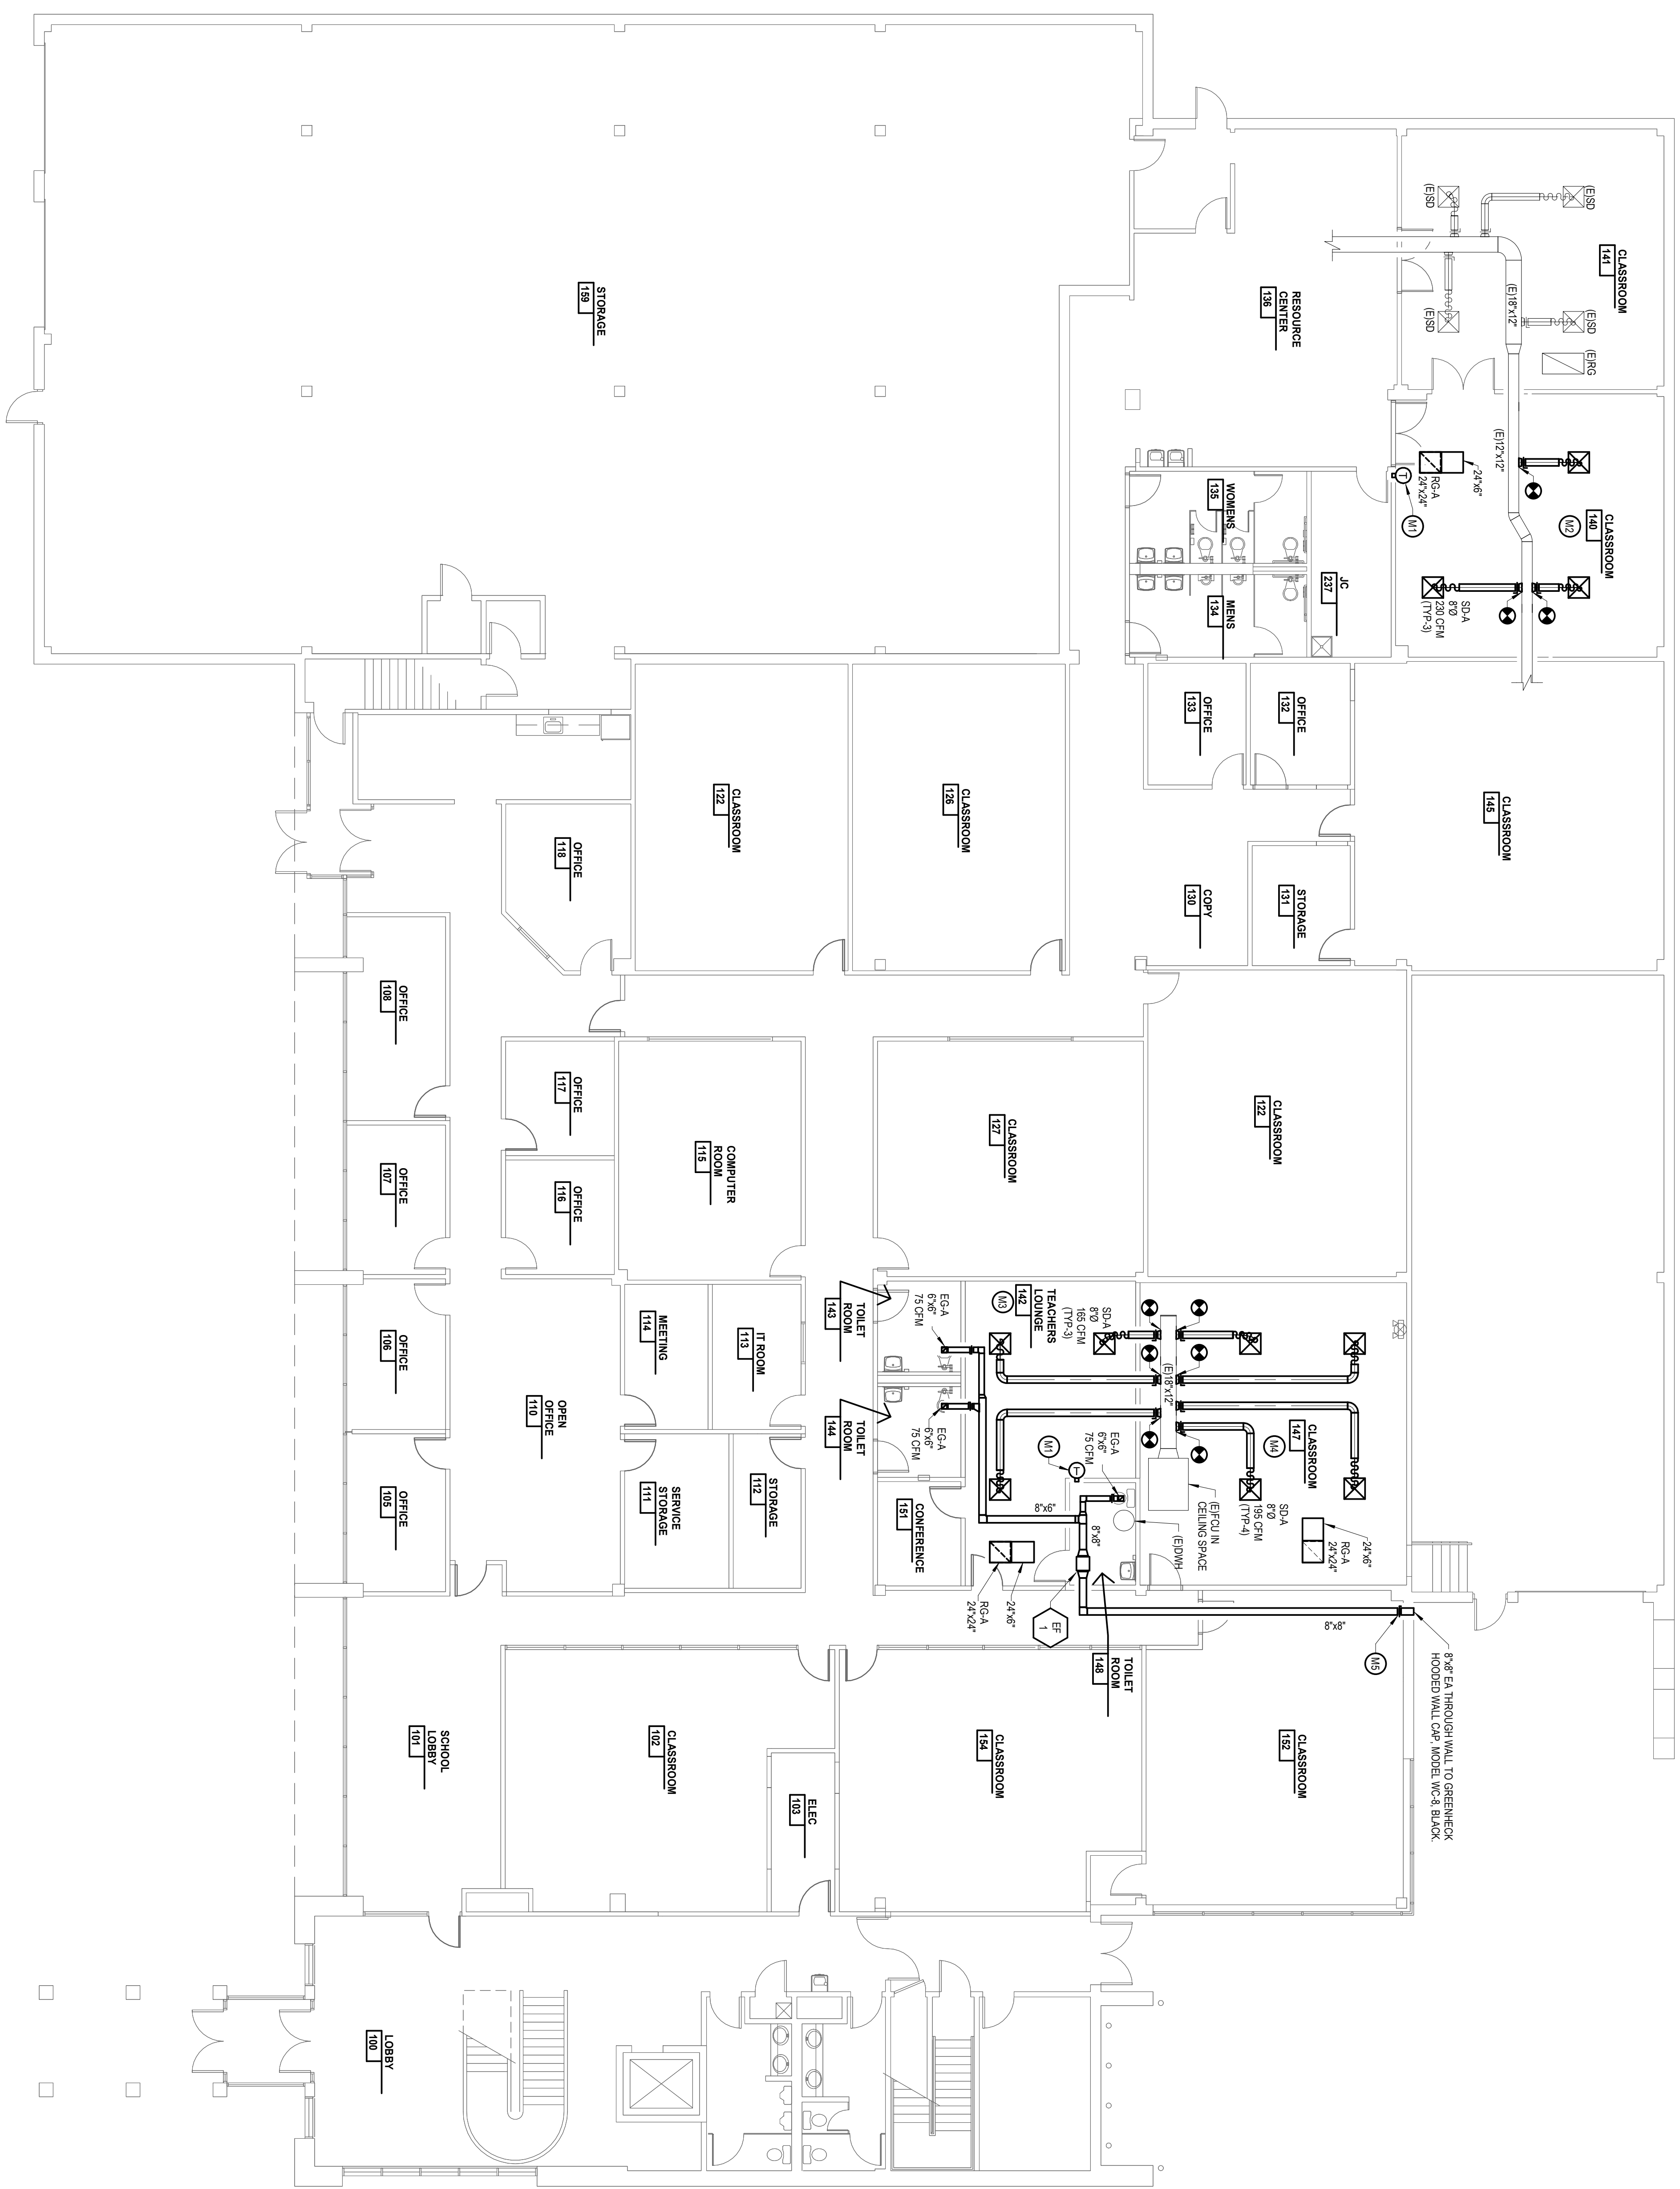 8"x8" EA THROUGH WALL TO GREENHECK
HOODED WALL CAP, MODEL WC-8, BLACK.
(E)SD
(E)SD
(E)SD
(E)SD
(E)RG
CLASSROOM
141
(E)18"x12"
(E)12"x12"
24"x6"
RG-A
24"x24"
T
M1
CLASSROOM
140
M2
SD-A
8"Ø
230 CFM
(TYP-3)
CLASSROOM
145
RESOURCE
CENTER
136
WOMENS
135
MENS
134
JC
237
OFFICE
133
OFFICE
132
STORAGE
131
COPY
130
STORAGE
159
CLASSROOM
122
CLASSROOM
126
OFFICE
118
CLASSROOM
122
CLASSROOM
127
COMPUTER
ROOM
115
OFFICE
117
OFFICE
116
OFFICE
108
OFFICE
107
OFFICE
106
OFFICE
105
OPEN
OFFICE
110
MEETING
114
IT ROOM
113
STORAGE
112
SERVICE
STORAGE
111
TOILET
ROOM
143
TOILET
ROOM
144
CONFERENCE
151
EG-A
6"x6"
75 CFM
EG-A
6"x6"
75 CFM
TEACHERS
LOUNGE
142
M3
SD-A
8"Ø
165 CFM
(TYP-3)
(E)18"x12"
CLASSROOM
147
M4
SD-A
8"Ø
195 CFM
(TYP-4)
24"x6"
RG-A
24"x24"
(E)FCU IN
CEILING SPACE
(E)DWH
EG-A
6"x6"
75 CFM
M1
T
8"x6"
8"x8"
24"x6"
RG-A
24"x24"
EF
1
TOILET
ROOM
148
8"x8"
M5
CLASSROOM
152
CLASSROOM
154
CLASSROOM
102
ELEC
103
SCHOOL
LOBBY
101
LOBBY
100